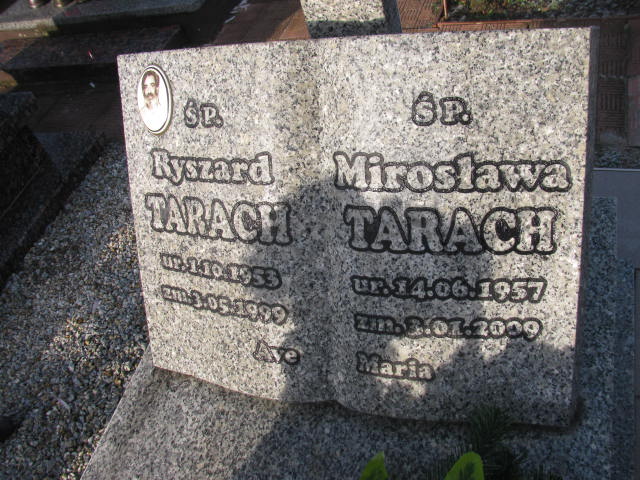 Ś P.
Ryszard
TARACH
ur. 1.10.1953
zm. 3.05.1999
Ave
Ś P.
Mirosława
TARACH
ur. 14.06.1957
zm. 3.01.2009
Maria